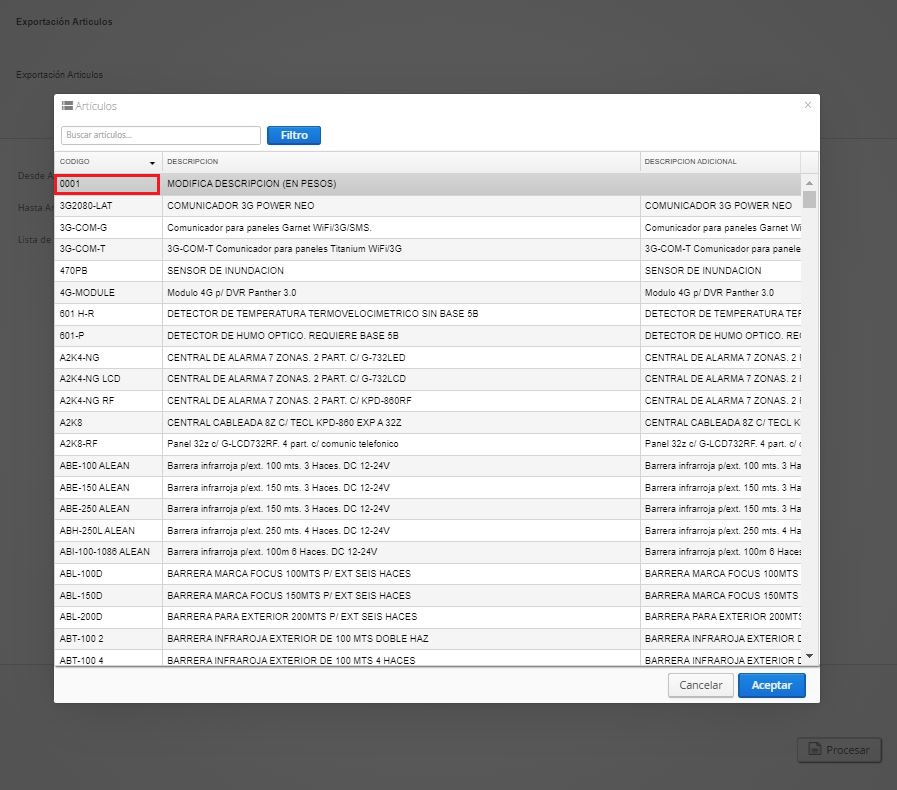 Exportación Articulos
Exportación Articulos
Artículos ×
Buscar artículos... Filtro
CODIGO DESCRIPCION DESCRIPCION ADICIONAL
Desde A
0001 MODIFICA DESCRIPCION (EN PESOS)
3G2080-LAT COMUNICADOR 3G POWER NEO COMUNICADOR 3G POWER NEO
Hasta Ar
3G-COM-G Comunicador para paneles Garnet WiFi/3G/SMS. Comunicador para paneles Garnet Wi
Lista de
3G-COM-T 3G-COM-T Comunicador para paneles Titanium WiFi/3G 3G-COM-T Comunicador para panele
470PB SENSOR DE INUNDACION SENSOR DE INUNDACION
4G-MODULE Modulo 4G p/ DVR Panther 3.0 Modulo 4G p/ DVR Panther 3.0
601 H-R DETECTOR DE TEMPERATURA TERMOVELOCIMETRICO SIN BASE 5B DETECTOR DE TEMPERATURA TER
601-P DETECTOR DE HUMO OPTICO. REQUIERE BASE 5B DETECTOR DE HUMO OPTICO. REQ
A2K4-NG CENTRAL DE ALARMA 7 ZONAS. 2 PART. C/ G-732LED CENTRAL DE ALARMA 7 ZONAS. 2
A2K4-NG LCD CENTRAL DE ALARMA 7 ZONAS. 2 PART. C/ G-732LCD CENTRAL DE ALARMA 7 ZONAS. 2
A2K4-NG RF CENTRAL DE ALARMA 7 ZONAS. 2 PART. C/ KPD-860RF CENTRAL DE ALARMA 7 ZONAS. 2
A2K8 CENTRAL CABLEADA 8Z C/ TECL KPD-860 EXP A 32Z CENTRAL CABLEADA 8Z C/ TECL K
A2K8-RF Panel 32z c/ G-LCD732RF. 4 part. c/ comunic telefonico Panel 32z c/ G-LCD732RF. 4 part. c/
ABE-100 ALEAN Barrera infrarroja p/ext. 100 mts. 3 Haces. DC 12-24V Barrera infrarroja p/ext. 100 mts. 3 Ha
ABE-150 ALEAN Barrera infrarroja p/ext. 150 mts. 3 Haces. DC 12-24V Barrera infrarroja p/ext. 150 mts. 3 Ha
ABE-250 ALEAN Barrera infrarroja p/ext. 150 mts. 3 Haces. DC 12-24V Barrera infrarroja p/ext. 150 mts. 3 Ha
ABH-250L ALEAN Barrera infrarroja p/ext. 250 mts. 4 Haces. DC 12-24V Barrera infrarroja p/ext. 250 mts. 4 Ha
ABI-100-1086 ALEAN Barrera infrarroja p/ext. 100m 6 Haces. DC 12-24V Barrera infrarroja p/ext. 100m 6 Haces
ABL-100D BARRERA MARCA FOCUS 100MTS P/ EXT SEIS HACES BARRERA MARCA FOCUS 100MTS
ABL-150D BARRERA MARCA FOCUS 150MTS P/ EXT SEIS HACES BARRERA MARCA FOCUS 150MTS
ABL-200D BARRERA PARA EXTERIOR 200MTS P/ EXT SEIS HACES BARRERA PARA EXTERIOR 200MTS
ABT-100 2 BARRERA INFRAROJA EXTERIOR DE 100 MTS DOBLE HAZ BARRERA INFRAROJA EXTERIOR D
ABT-100 4 BARRERA INFRAROJA EXTERIOR DE 100 MTS 4 HACES BARRERA INFRAROJA EXTERIOR D
Cancelar Aceptar
Procesar